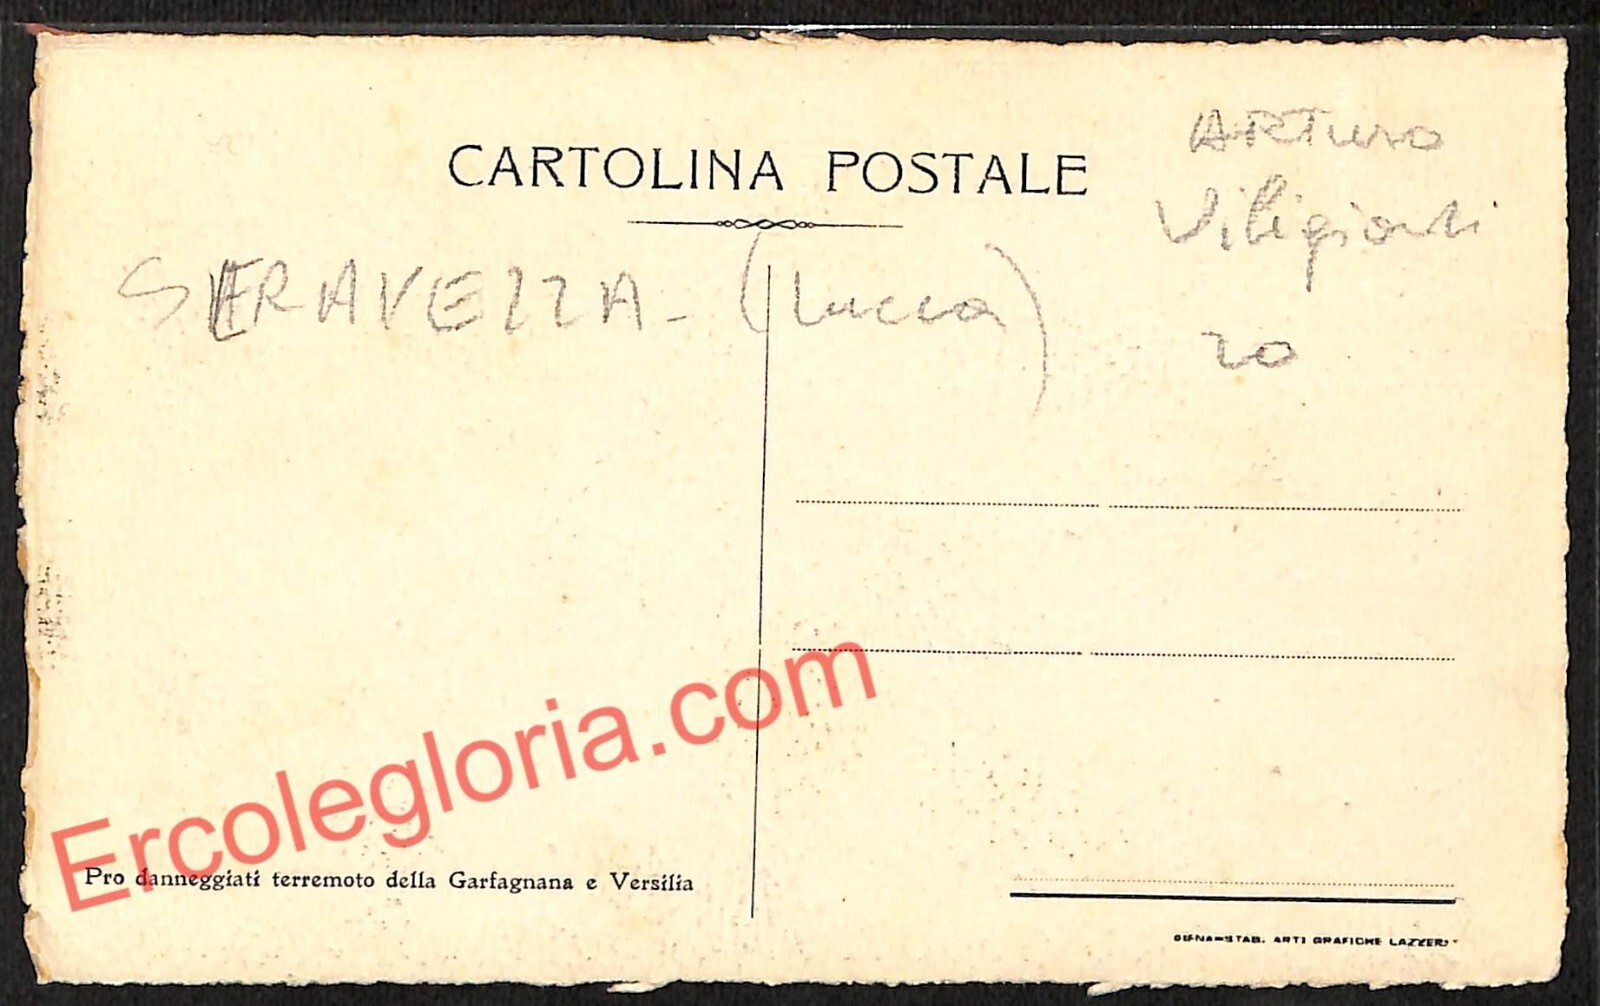 CARTOLINA POSTALE
ARTURO
Viligiardi
20
SERAVEZZA - (Lucca)
Ercolegloria.com
Pro danneggiati terremoto della Garfagnana e Versilia
SIENA-STAB. ARTI GRAFICHE LAZZERI